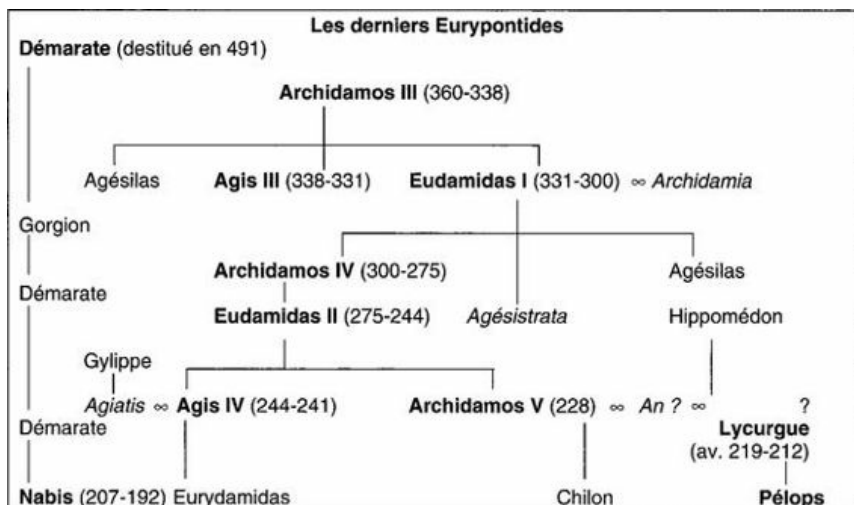 Les derniers Eurypontides
Démarate (destitué en 491)
Archidamos III (360-338)
Agésilas Agis III (338-331) Eudamidas I (331-300) ∞ Archidamia
Gorgion
Archidamos IV (300-275) Agésilas
Démarate
Eudamidas II (275-244) Agésistrata Hippomédon
Gylippe
Agiatis ∞ Agis IV (244-241) Archidamos V (228) ∞ An ? ∞ ?
Démarate Lycurgue
(av. 219-212)
Nabis (207-192) Eurydamidas Chilon Pélops